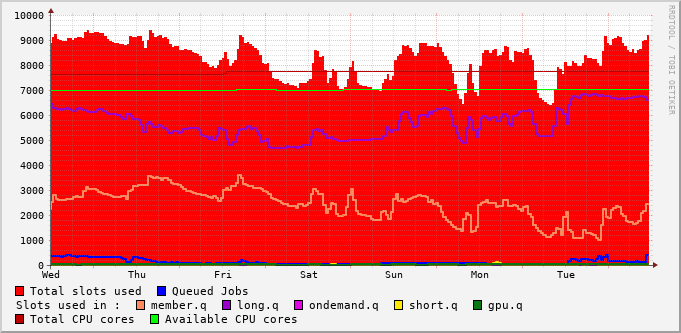 10000
9000
8000
7000
6000
5000
4000
3000
2000
1000
0
Wed Thu Fri Sat Sun Mon Tue
Total slots used Queued Jobs
Slots used in : member.q long.q ondemand.q short.q gpu.q
Total CPU cores Available CPU cores
RRDTOOL / TOBI OETIKER